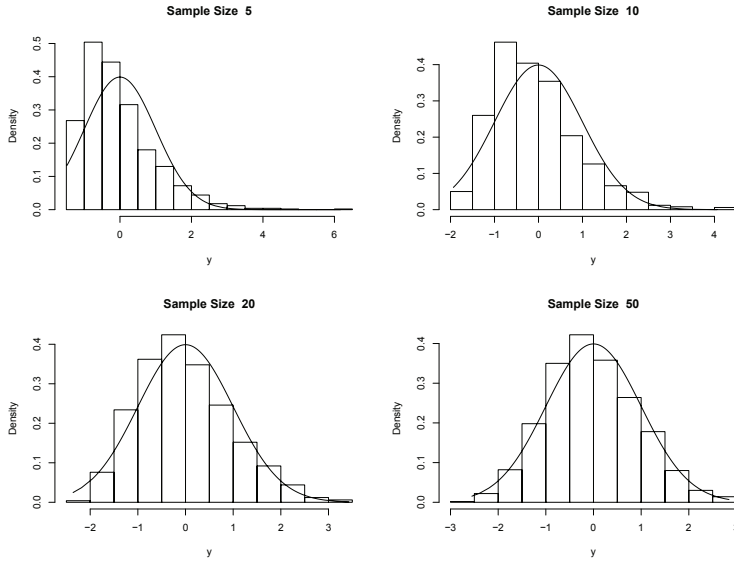 Sample Size 5
Density
0.0 0.1 0.2 0.3 0.4 0.5
0 2 4 6
y
Sample Size 10
Density
0.0 0.1 0.2 0.3 0.4
−2 −1 0 1 2 3 4
y
Sample Size 20
Density
0.0 0.1 0.2 0.3 0.4
−2 −1 0 1 2 3
y
Sample Size 50
Density
0.0 0.1 0.2 0.3 0.4
−3 −2 −1 0 1 2 3
y